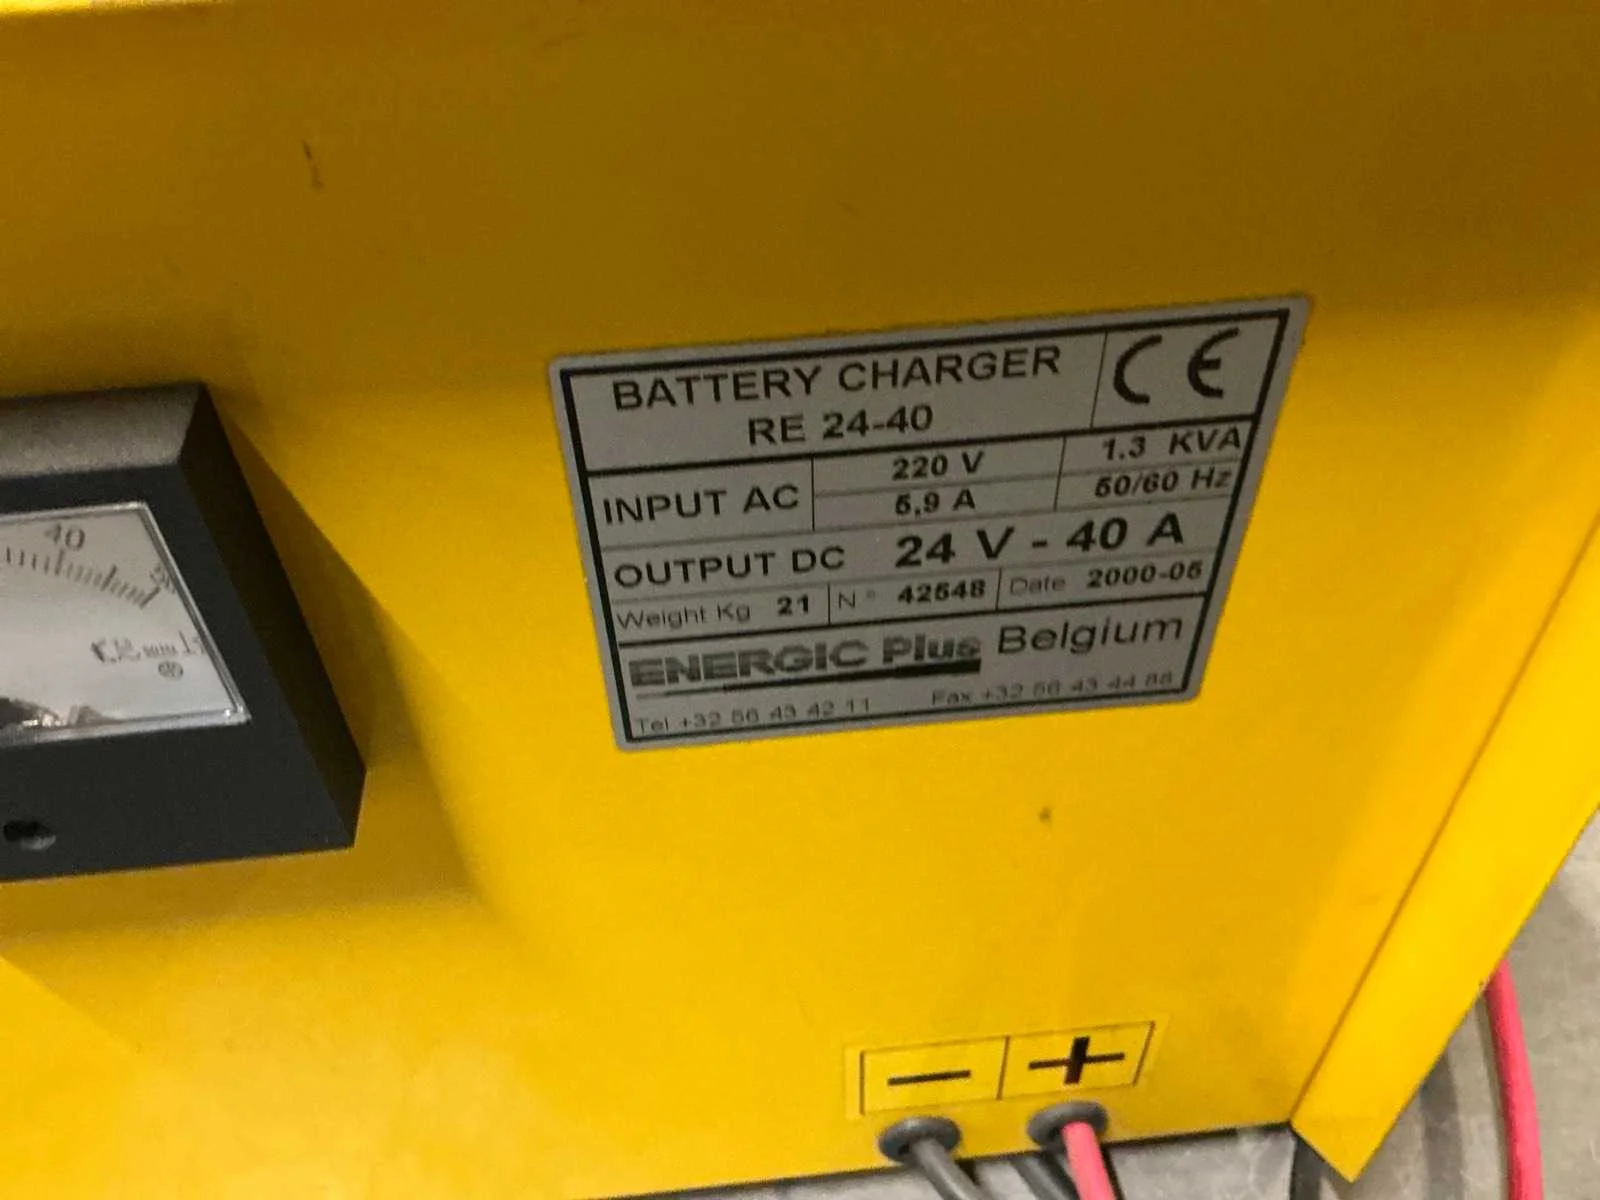 BATTERY CHARGER
RE 24-40
CE
INPUT AC
220 V
1.3 KVA
5,9 A
50/60 Hz
OUTPUT DC 24 V - 40 A
Weight Kg 21 N° 42548 Date 2000-05
ENERGIC Plus Belgium
Tel +32 56 43 42 11 Fax +32 56 43 44 88
40
- +